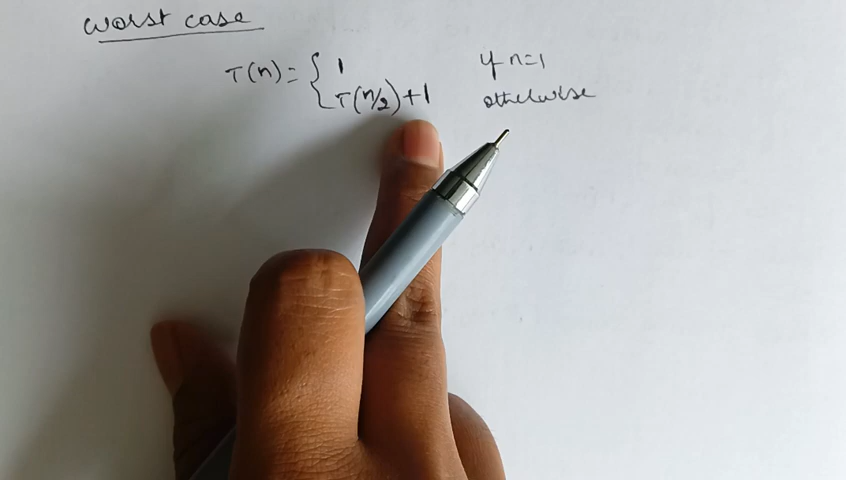 worst case
T(n) = { 1 if n=1
T(n/2)+1 otherwise